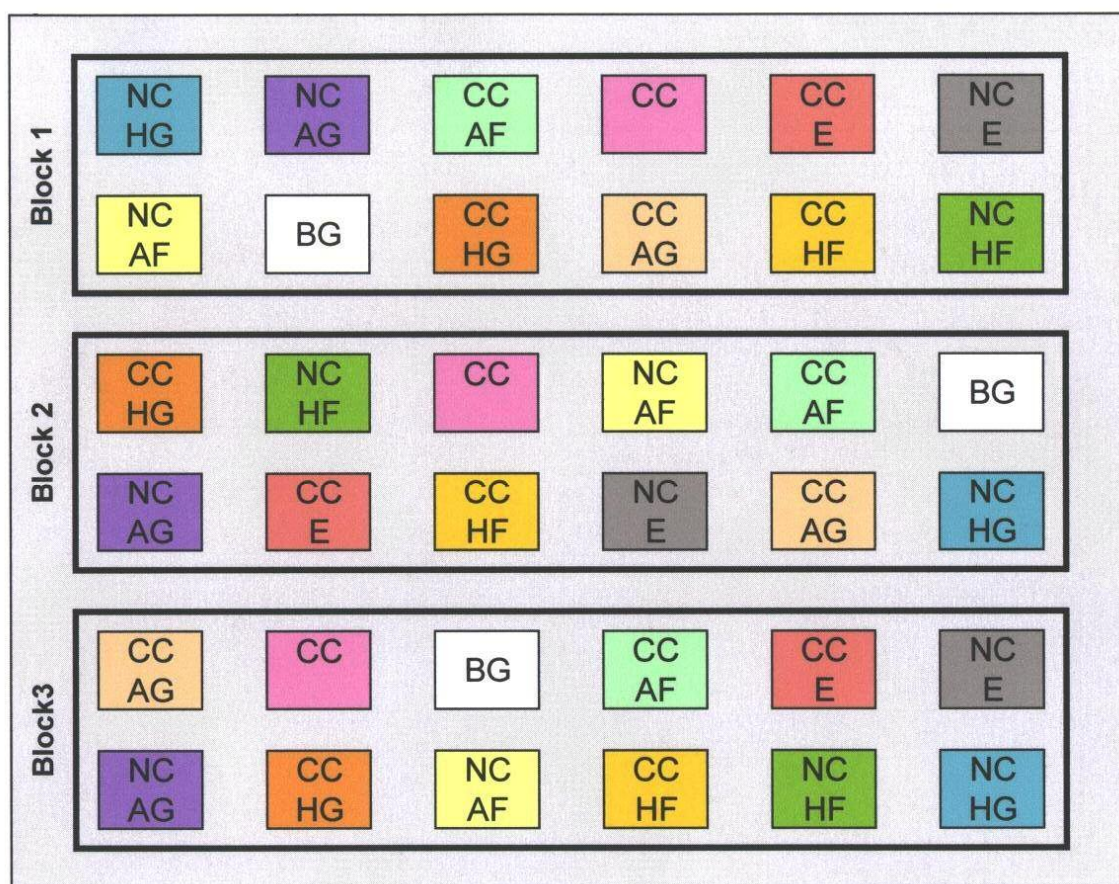 Block 1
NC NC CC CC CC NC
HG AG AF E E
NC BG CC CC CC NC
AF HG AG HF HF
Block 2
CC NC CC NC CC BG
HG HF AF AF
NC CC CC NC CC NC
AG E HF E AG HG
Block3
CC CC BG CC CC NC
AG AF E E
NC CC NC CC NC NC
AG HG AF HF HF HG